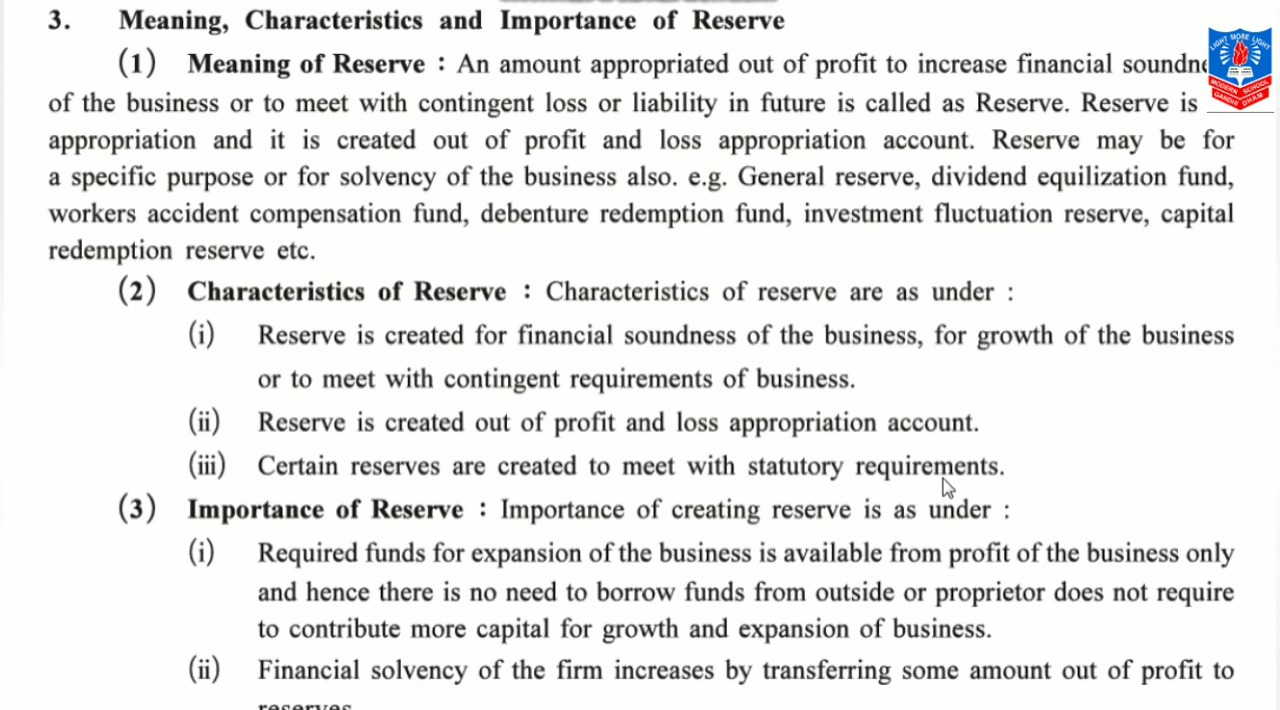 3. Meaning, Characteristics and Importance of Reserve
(1) Meaning of Reserve : An amount appropriated out of profit to increase financial
of the business or to meet with contingent loss or liability in future is called as Reserve. Reserve is
appropriation and it is created out of profit and loss appropriation account. Reserve may be for
a specific purpose or for solvency of the business also. e.g. General reserve, dividend equilization fund,
workers accident compensation fund, debenture redemption fund, investment fluctuation reserve, capital
redemption reserve etc.
(2) Characteristics of Reserve : Characteristics of reserve are as under :
(i) Reserve is created for financial soundness of the business, for growth of the business
or to meet with contingent requirements of business.
(ii) Reserve is created out of profit and loss appropriation account.
(iii) Certain reserves are created to meet with statutory requirements.
(3) Importance of Reserve : Importance of creating reserve is as under :
(i) Required funds for expansion of the business is available from profit of the business only
and hence there is no need to borrow funds from outside or proprietor does not require
to contribute more capital for growth and expansion of business.
(ii) Financial solvency of the firm increases by transferring some amount out of profit to
reserves
LIGHT MORE LIGHT
MODERN SCHOOL
GANDHI DHAM